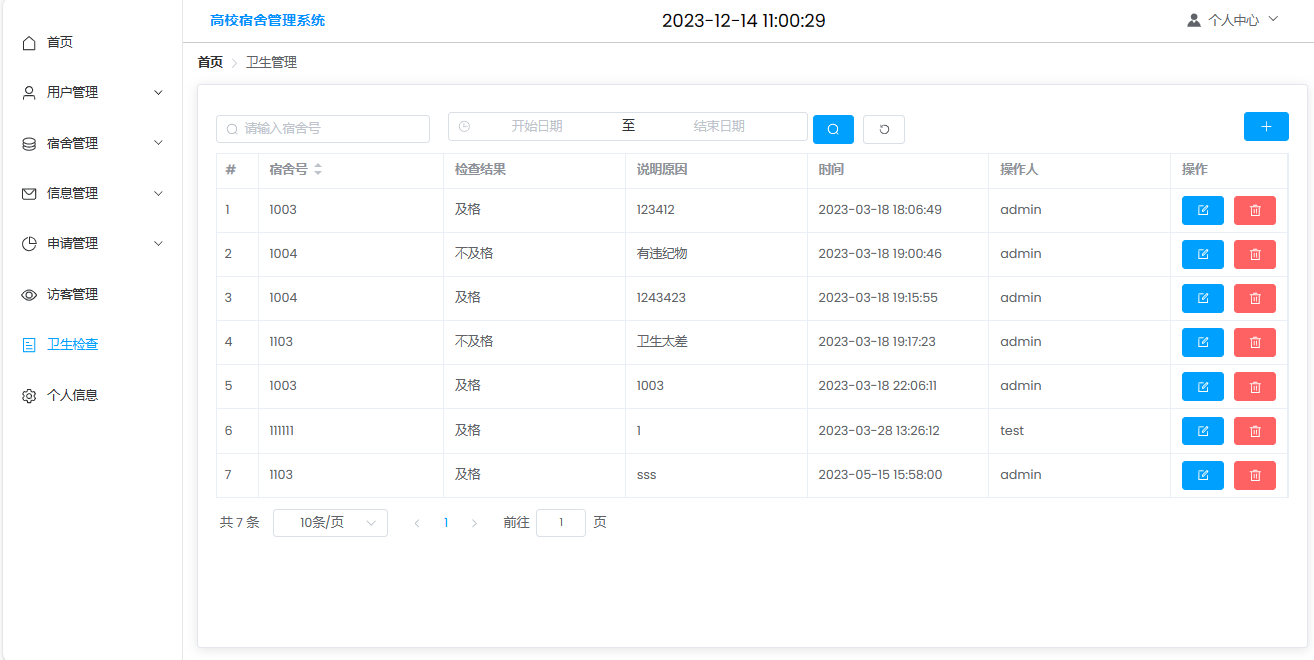 高校宿舍管理系统 2023-12-14 11:00:29 个人中心
首页
用户管理
宿舍管理
信息管理
申请管理
访客管理
卫生检查
个人信息
首页 卫生管理
请输入宿舍号 开始日期 至 结束日期
# 宿舍号 检查结果 说明原因 时间 操作人 操作
1 1003 及格 123412 2023-03-18 18:06:49 admin
2 1004 不及格 有违纪物 2023-03-18 19:00:46 admin
3 1004 及格 1243423 2023-03-18 19:15:55 admin
4 1103 不及格 卫生太差 2023-03-18 19:17:23 admin
5 1003 及格 1003 2023-03-18 22:06:11 admin
6 111111 及格 1 2023-03-28 13:26:12 test
7 1103 及格 sss 2023-05-15 15:58:00 admin
共 7 条 10条/页 1 前往 1 页